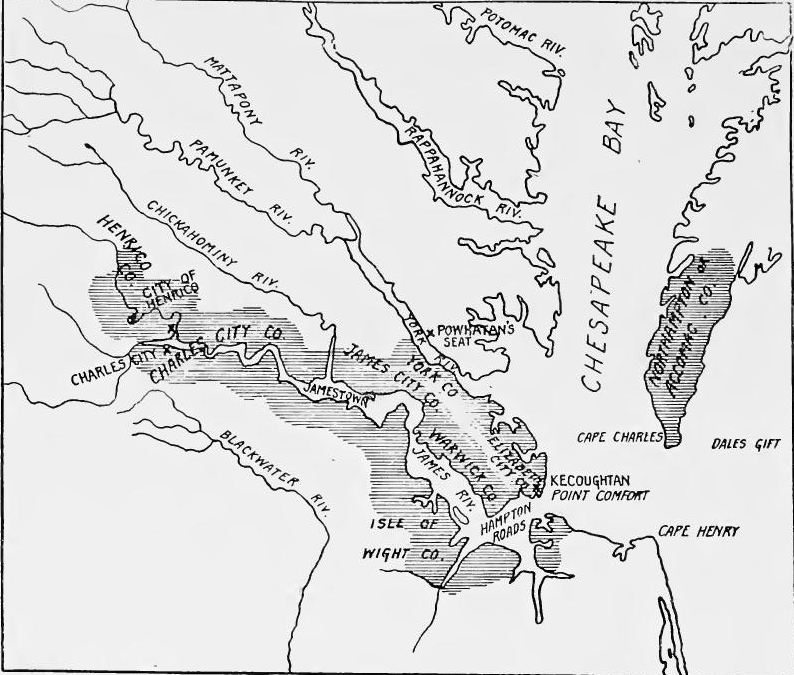 POTOMAC RIV.
MATTAPONY RIV.
RAPPAHANNOCK RIV.
CHESAPEAKE BAY
PAMUNKEY RIV.
CHICKAHOMINY RIV.
HENRICO
CO.
CITY OF
HENRICO
NORTHAMPTON OR
ACCOMAC. CO.
CITY CO.
CHARLES
CHARLES CITY
YORK RIV.
POWHATAN'S
SEAT
JAMES CITY CO.
YORK CO
JAMESTOWN
WARWICK CO.
ELIZABETH
CITY CO.
JAMES RIV.
CAPE CHARLES
DALES GIFT
BLACKWATER RIV.
KECOUGHTAN
POINT COMFORT
HAMPTON
ROADS
ISLE OF
WIGHT CO.
CAPE HENRY